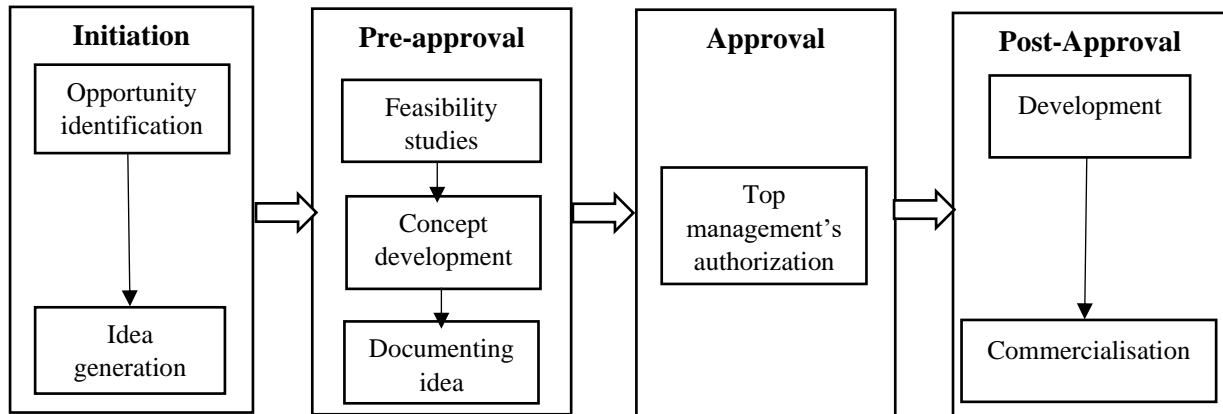 Initiation
Opportunity
identification
Idea
generation
Pre-approval
Feasibility
studies
Concept
development
Documenting
idea
Approval
Top
management’s
authorization
Post-Approval
Development
Commercialisation